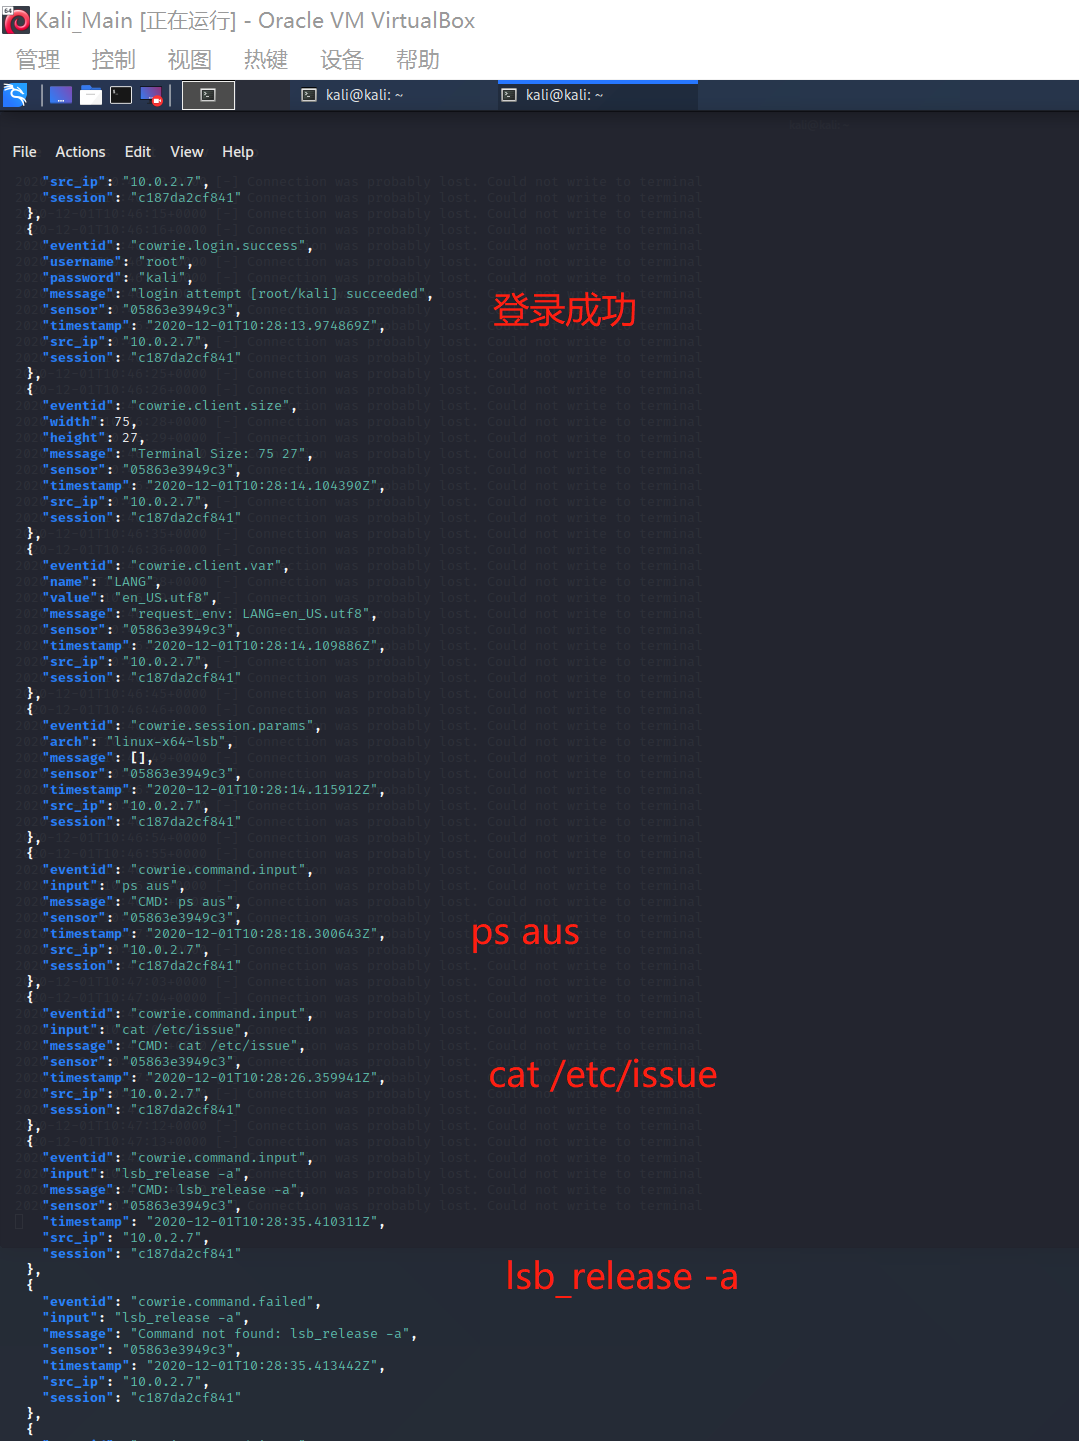 Kali_Main [正在运行] - Oracle VM VirtualBox
管理 控制 视图 热键 设备 帮助
kali@kali: ~ kali@kali: ~
File Actions Edit View Help
"src_ip": "10.0.2.7",
"session": "c187da2cf841"
},
{
"eventid": "cowrie.login.success",
"username": "root",
"password": "kali",
"message": "login attempt [root/kali] succeeded",
登录成功
"sensor": "05863e3949c3",
"timestamp": "2020-12-01T10:28:13.974869Z",
"src_ip": "10.0.2.7",
"session": "c187da2cf841"
},
{
"eventid": "cowrie.client.size",
"width": 75,
"height": 27,
"message": "Terminal Size: 75 27",
"sensor": "05863e3949c3",
"timestamp": "2020-12-01T10:28:14.104390Z",
"src_ip": "10.0.2.7",
"session": "c187da2cf841"
},
{
"eventid": "cowrie.client.var",
"name": "LANG",
"value": "en_US.utf8",
"message": "request_env: LANG=en_US.utf8",
"sensor": "05863e3949c3",
"timestamp": "2020-12-01T10:28:14.109886Z",
"src_ip": "10.0.2.7",
"session": "c187da2cf841"
},
{
"eventid": "cowrie.session.params",
"arch": "linux-x64-lsb",
"message": [],
"sensor": "05863e3949c3",
"timestamp": "2020-12-01T10:28:14.115912Z",
"src_ip": "10.0.2.7",
"session": "c187da2cf841"
},
{
"eventid": "cowrie.command.input",
"input": "ps aus",
"message": "CMD: ps aus",
"sensor": "05863e3949c3",
"timestamp": "2020-12-01T10:28:18.300643Z",
ps aus
"src_ip": "10.0.2.7",
"session": "c187da2cf841"
},
{
"eventid": "cowrie.command.input",
"input": "cat /etc/issue",
"message": "CMD: cat /etc/issue",
"sensor": "05863e3949c3",
"timestamp": "2020-12-01T10:28:26.359941Z",
cat /etc/issue
"src_ip": "10.0.2.7",
"session": "c187da2cf841"
},
{
"eventid": "cowrie.command.input",
"input": "lsb_release -a",
"message": "CMD: lsb_release -a",
"sensor": "05863e3949c3",
"timestamp": "2020-12-01T10:28:35.410311Z",
"src_ip": "10.0.2.7",
"session": "c187da2cf841"
},
lsb_release -a
{
"eventid": "cowrie.command.failed",
"input": "lsb_release -a",
"message": "Command not found: lsb_release -a",
"sensor": "05863e3949c3",
"timestamp": "2020-12-01T10:28:35.413442Z",
"src_ip": "10.0.2.7",
"session": "c187da2cf841"
},
{